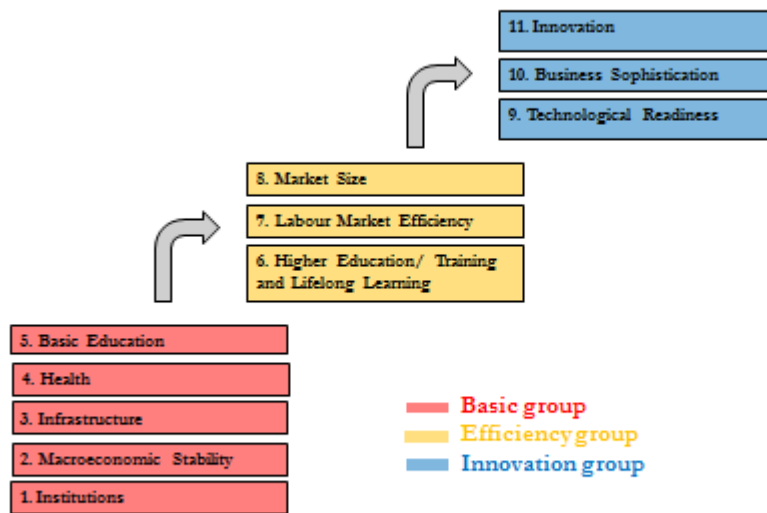 11. Innovation
10. Business Sophistication
9. Technological Readiness
8. Market Size
7. Labour Market Efficiency
6. Higher Education/ Training
and Lifelong Learning
5. Basic Education
4. Health
3. Infrastructure
2. Macroeconomic Stability
1. Institutions
Basic group
Efficiency group
Innovation group